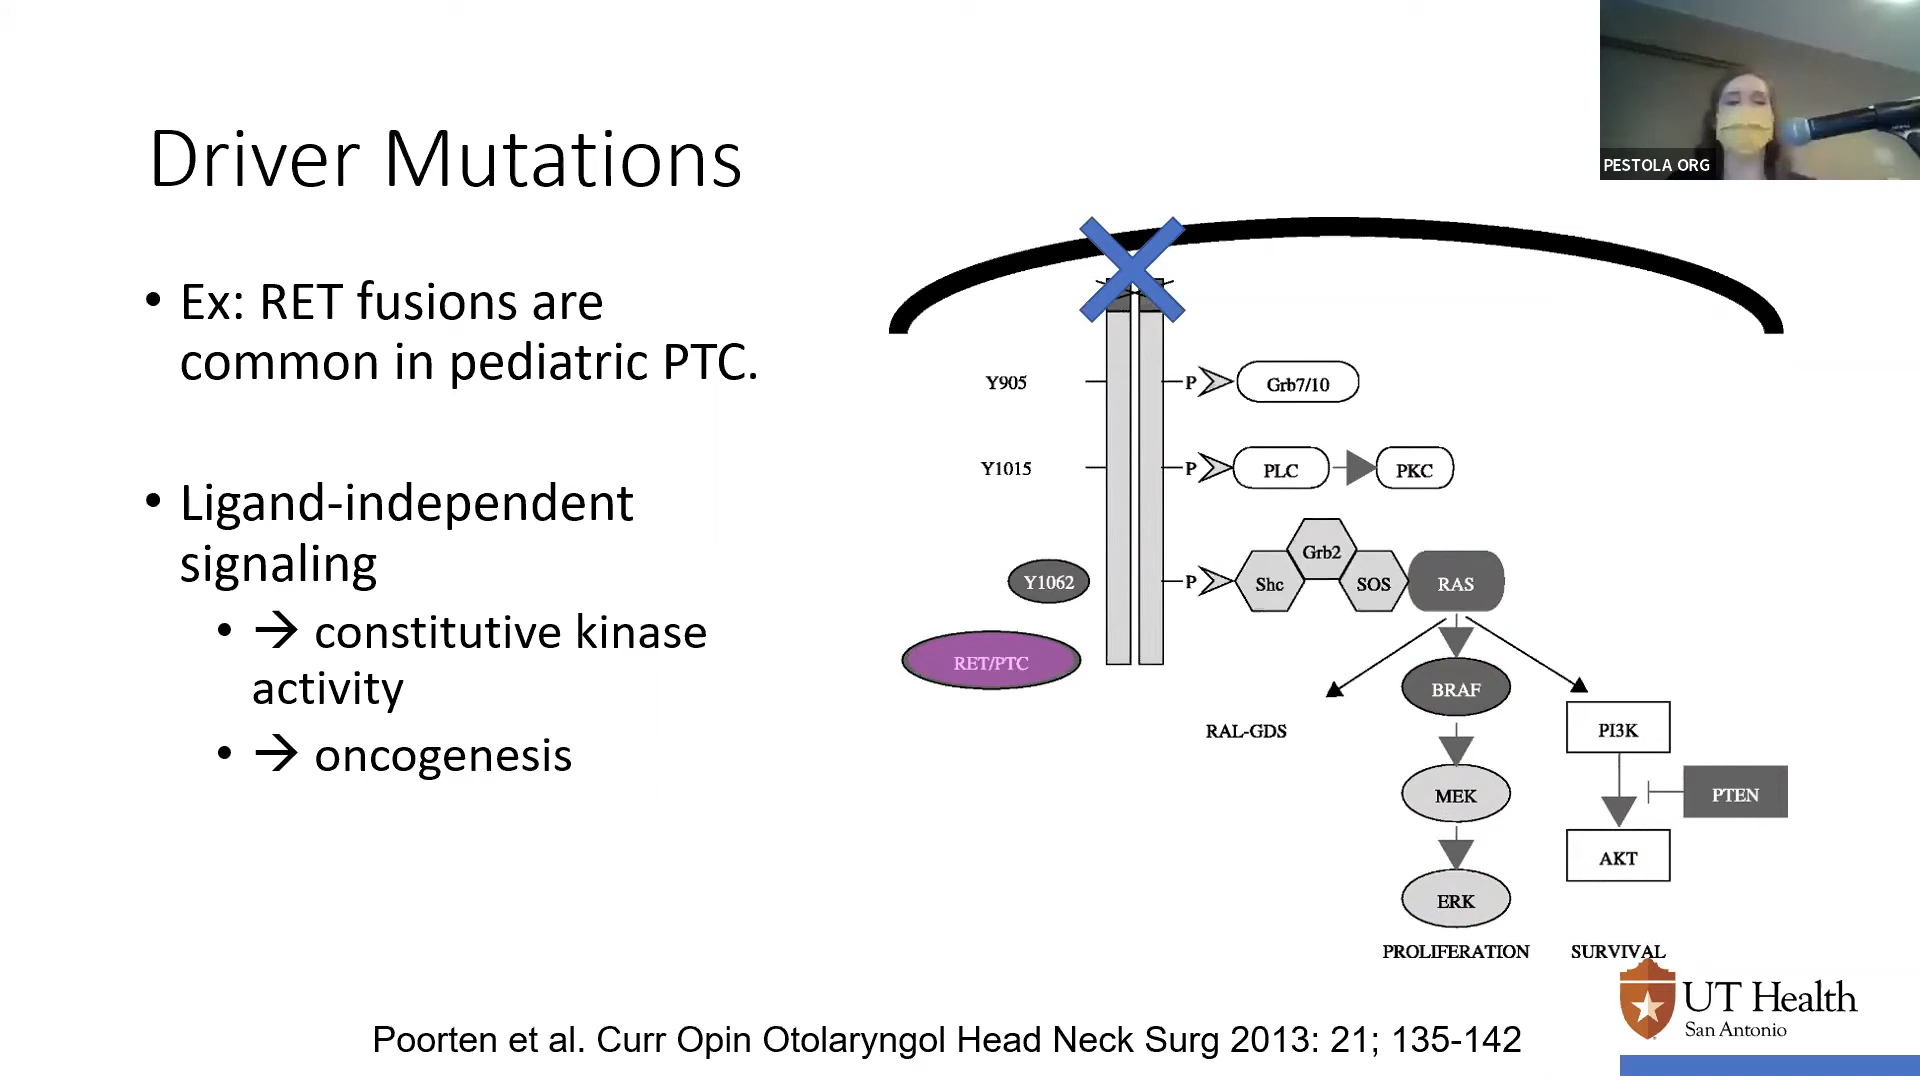 PESTOLA ORG
Driver Mutations
• Ex: RET fusions are
common in pediatric PTC.
• Ligand-independent
signaling
• → constitutive kinase
activity
• → oncogenesis
Y905
P
Grb7/10
Y1015
P
PLC
PKC
Y1062
P
Shc
Grb2
SOS
RAS
RET/PTC
BRAF
RAL-GDS
PI3K
MEK
PTEN
AKT
ERK
PROLIFERATION
SURVIVAL
UT Health
San Antonio
Poorten et al. Curr Opin Otolaryngol Head Neck Surg 2013: 21; 135-142